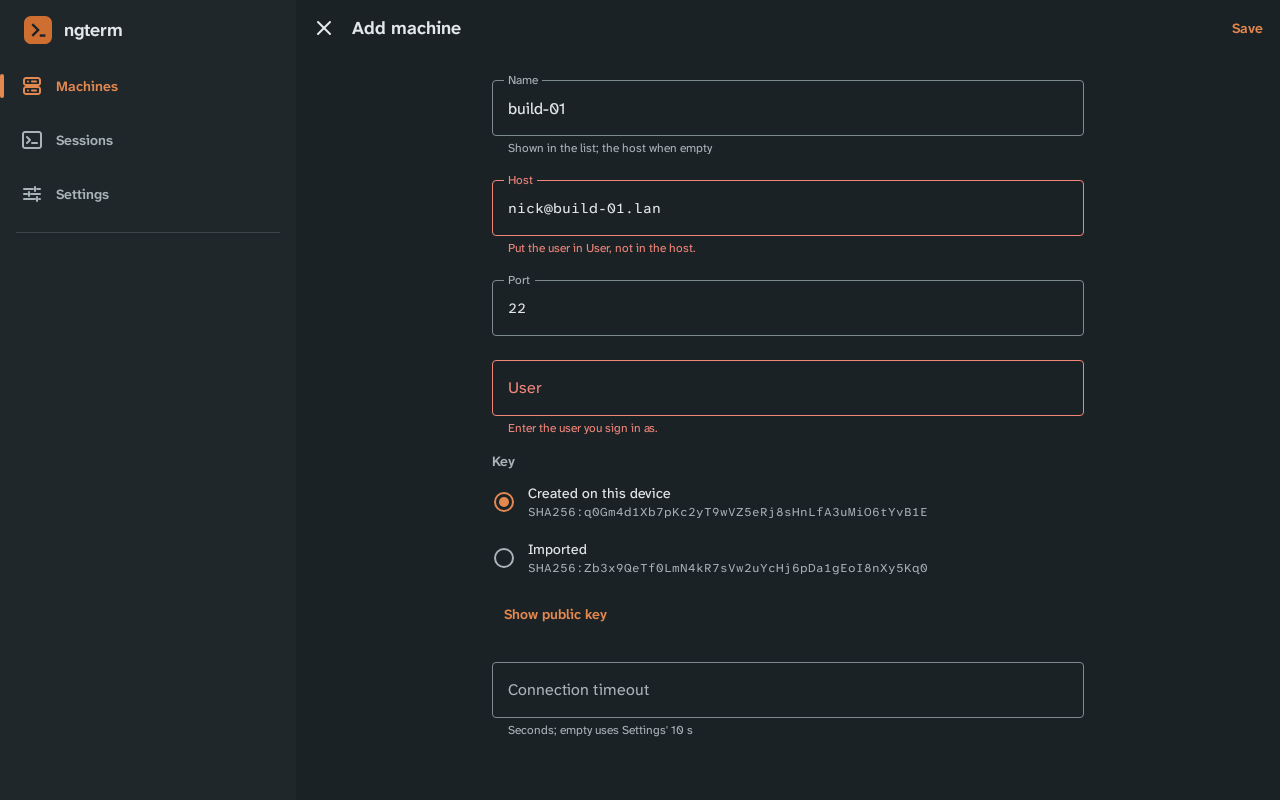 ngterm
Machines
Sessions
Settings
Add machine
Save
Name
build-01
Shown in the list; the host when empty
Host
nick@build-01.lan
Put the user in User, not in the host.
Port
22
User
Enter the user you sign in as.
Key
Created on this device
SHA256:q0Gm4d1Xb7pKc2yT9wVZ5eRj8sHnLfA3uMiO6tYvB1E
Imported
SHA256:Zb3x9QeTf0LmN4kR7sVw2uYcHj6pDa1gEoI8nXy5Kq0
Show public key
Connection timeout
Seconds; empty uses Settings' 10 s